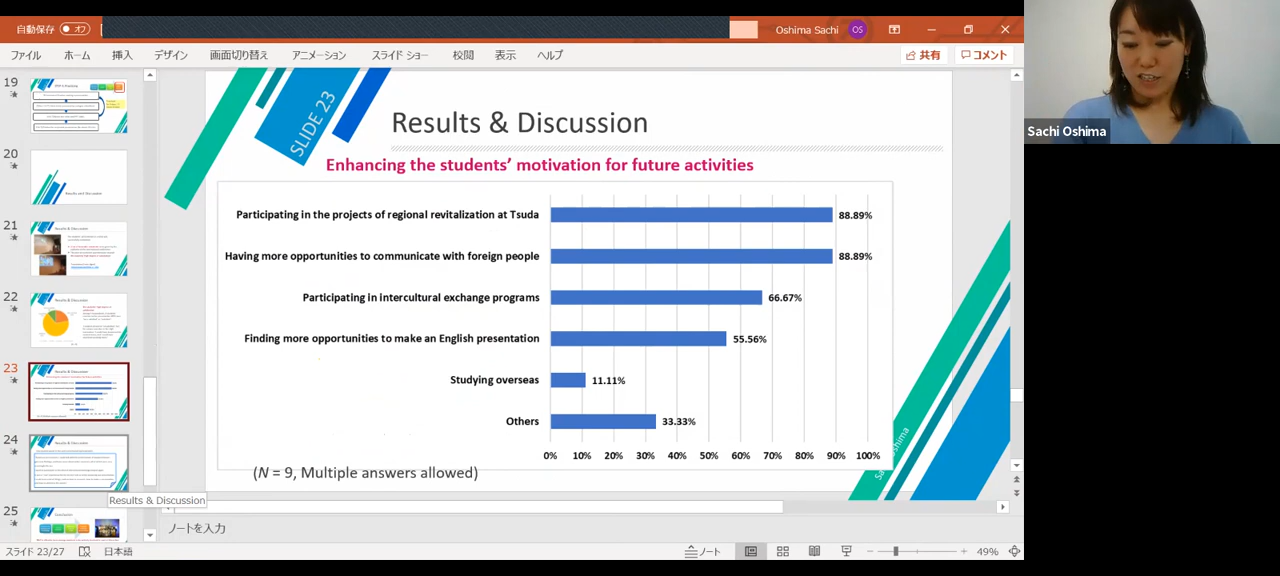 自動保存 オフ
Oshima Sachi OS
ファイル ホーム 挿入 デザイン 画面切り替え アニメーション スライド ショー 校閲 表示 ヘルプ 共有 コメント
Sachi Oshima
19
20
21
22
23
24
25
Results & Discussion
SLIDE 23
Results & Discussion
Enhancing the students' motivation for future activities
Participating in the projects of regional revitalization at Tsuda 88.89%
Having more opportunities to communicate with foreign people 88.89%
Participating in intercultural exchange programs 66.67%
Finding more opportunities to make an English presentation 55.56%
Studying overseas 11.11%
Others 33.33%
0% 10% 20% 30% 40% 50% 60% 70% 80% 90% 100%
(N = 9, Multiple answers allowed)
ノートを入力
スライド 23/27 日本語 ノート 49%